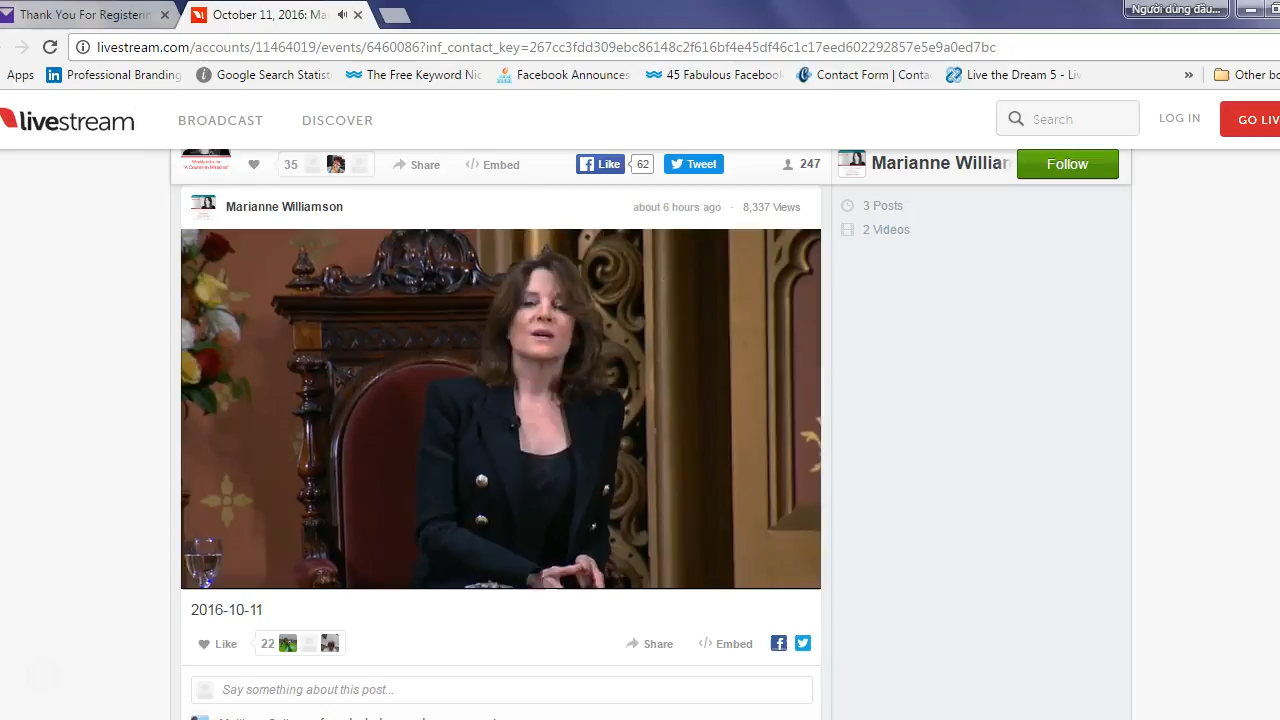 Thank You For Registern
October 11, 2016: Ma
Người dùng đầu...
livestream.com/accounts/11464019/events/6460086?inf_contact_key=267cc3fdd309ebc86148c2f616bf4e45df46c1c17eed602292857e5e9a0ed7bc
Apps
Professional Branding
Google Search Statist
The Free Keyword Nic
Facebook Announces
45 Fabulous Facebook
Contact Form | Conta
Live the Dream 5 - Liv
»
Other bo
livestream
BROADCAST
DISCOVER
Search
LOG IN
GO LIV
35
Share
Embed
Like
62
Tweet
247
Marianne Willian
Follow
Marianne Williamson
about 6 hours ago · 8,337 Views
3 Posts
2 Videos
2016-10-11
Like
22
Share
Embed
Say something about this post...